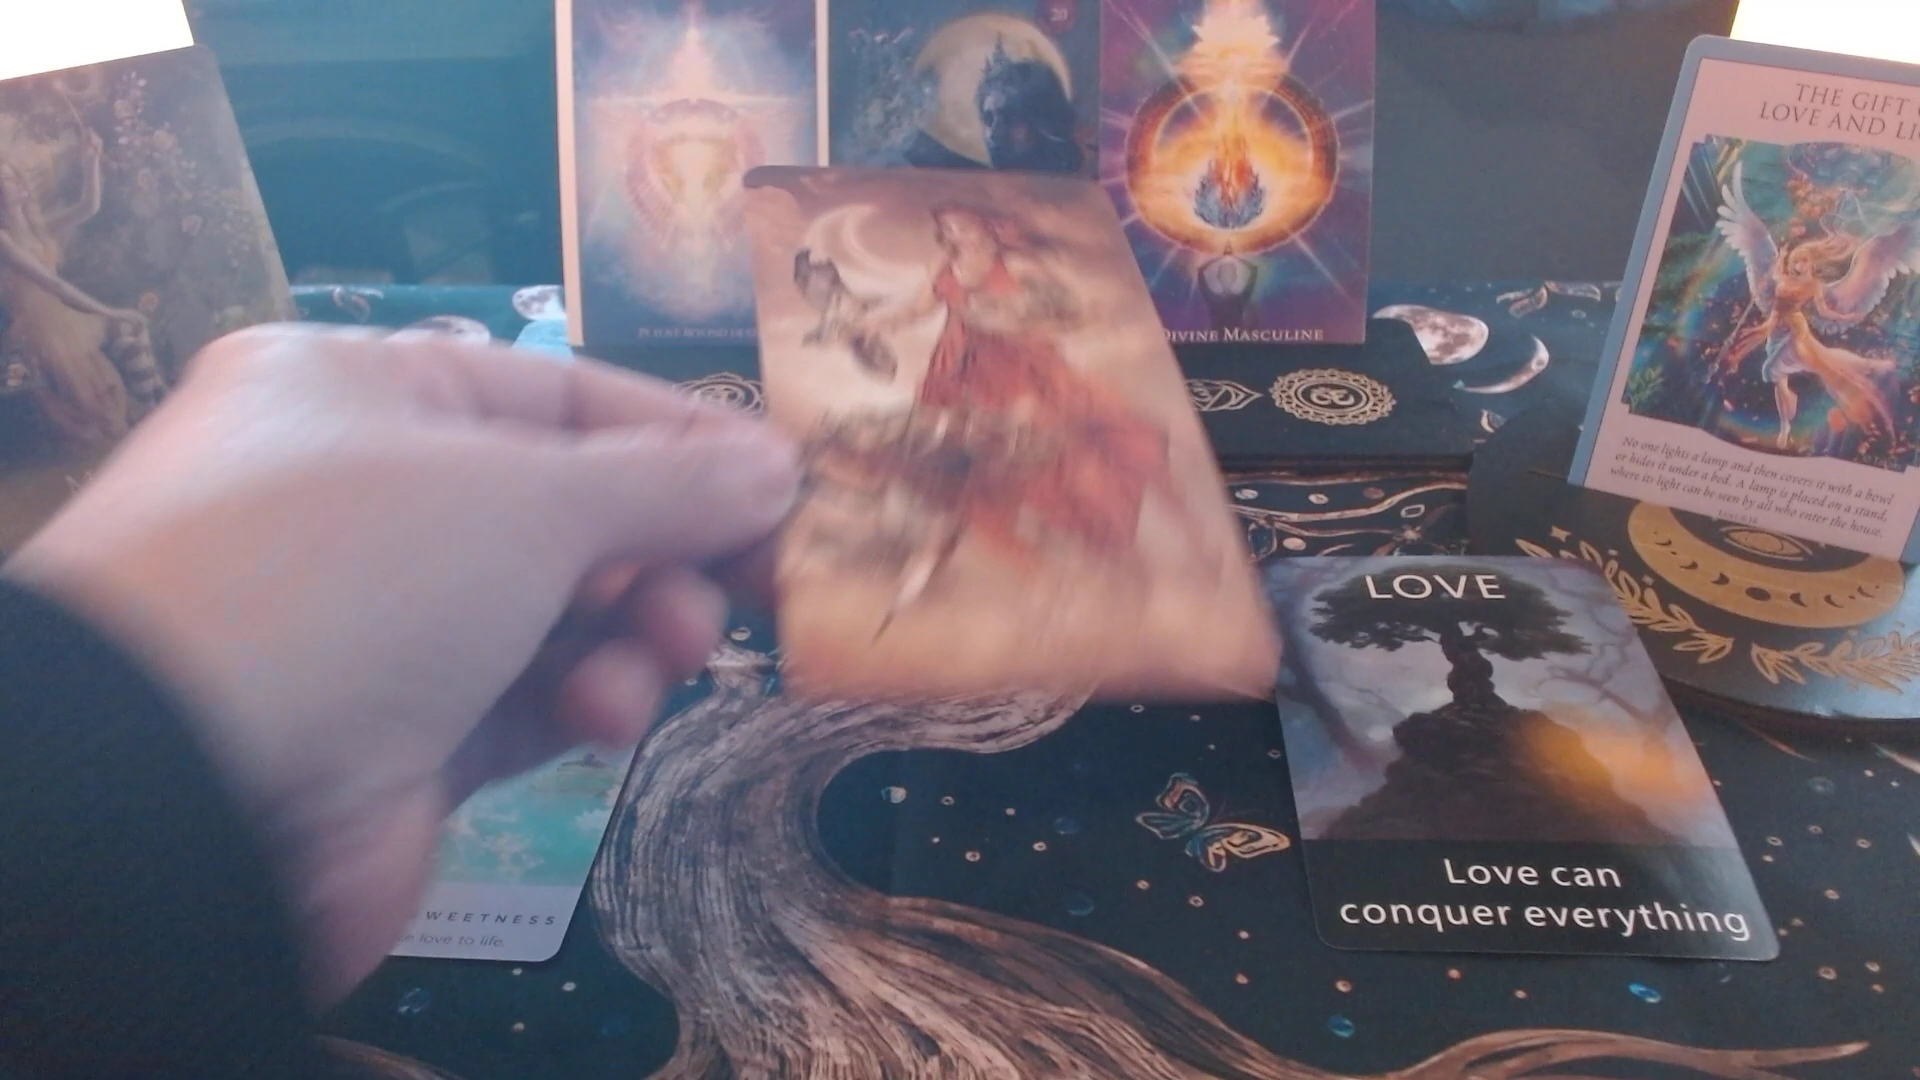 20
DIVINE MASCULINE
THE GIFT
LOVE AND LI
No one lights a lamp and then covers it with a bowl
or hides it under a bed. A lamp is placed on a stand,
where its light can be seen by all who enter the house.
LOVE
Love can
conquer everything
WEETNESS
love to life.